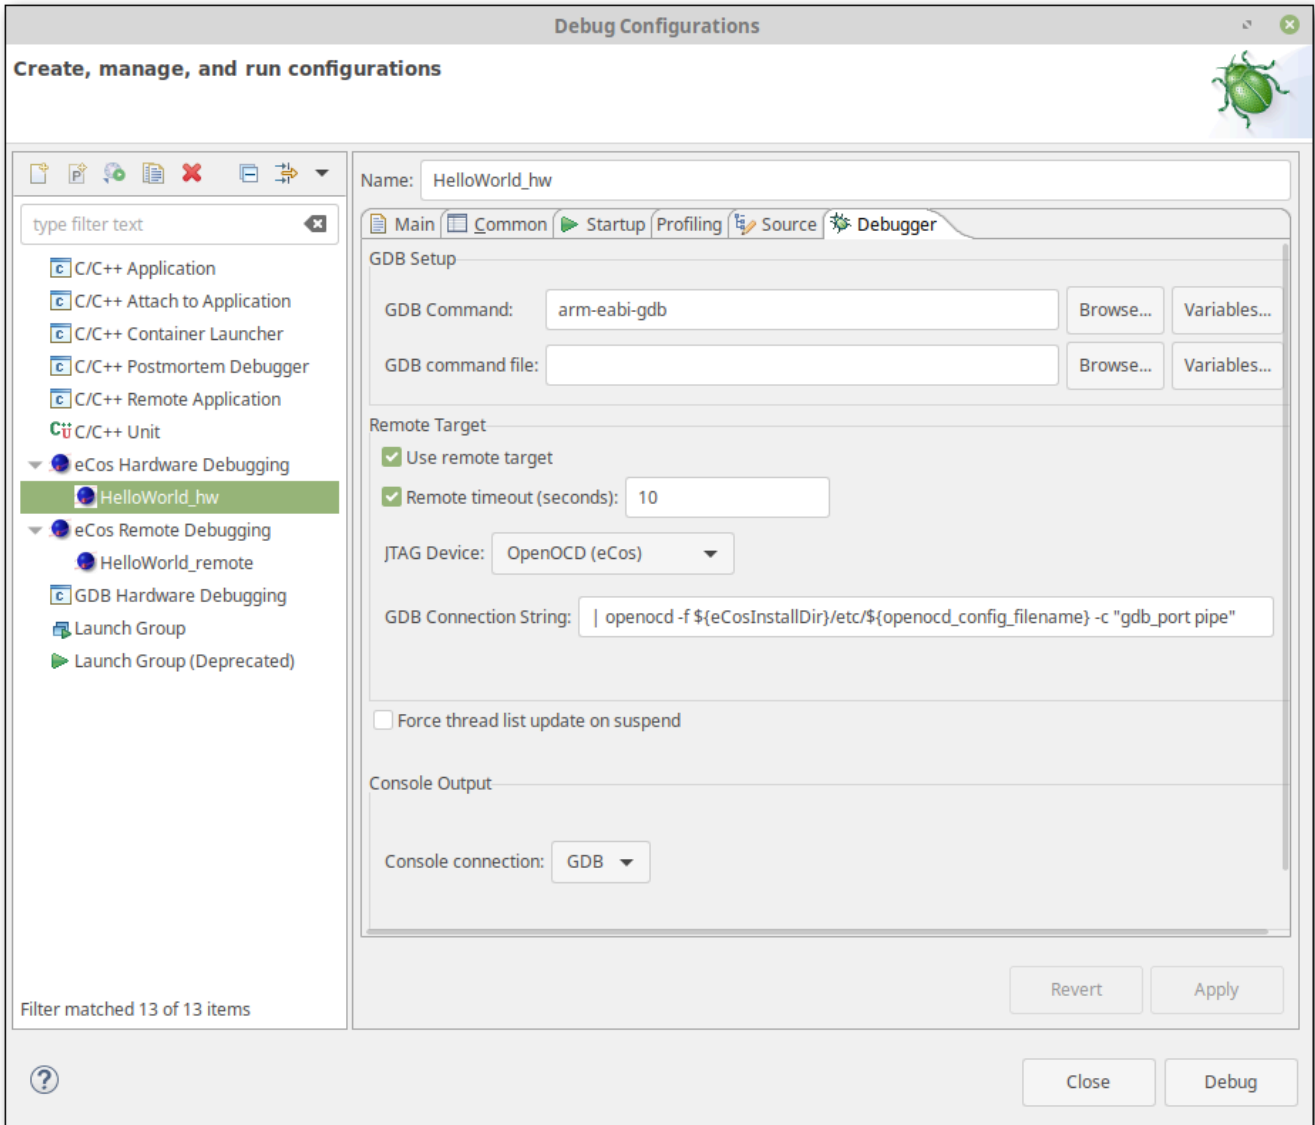 Debug Configurations
Create, manage, and run configurations
type filter text
C/C++ Application
C/C++ Attach to Application
C/C++ Container Launcher
C/C++ Postmortem Debugger
C/C++ Remote Application
C/C++ Unit
eCos Hardware Debugging
HelloWorld_hw
eCos Remote Debugging
HelloWorld_remote
GDB Hardware Debugging
Launch Group
Launch Group (Deprecated)
Filter matched 13 of 13 items
Name: HelloWorld_hw
Main Common Startup Profiling Source Debugger
GDB Setup
GDB Command: arm-eabi-gdb Browse... Variables...
GDB command file: Browse... Variables...
Remote Target
Use remote target
Remote timeout (seconds): 10
JTAG Device: OpenOCD (eCos)
GDB Connection String: | openocd -f ${eCosInstallDir}/etc/${openocd_config_filename} -c "gdb_port pipe"
Force thread list update on suspend
Console Output
Console connection: GDB
Revert Apply
Close Debug